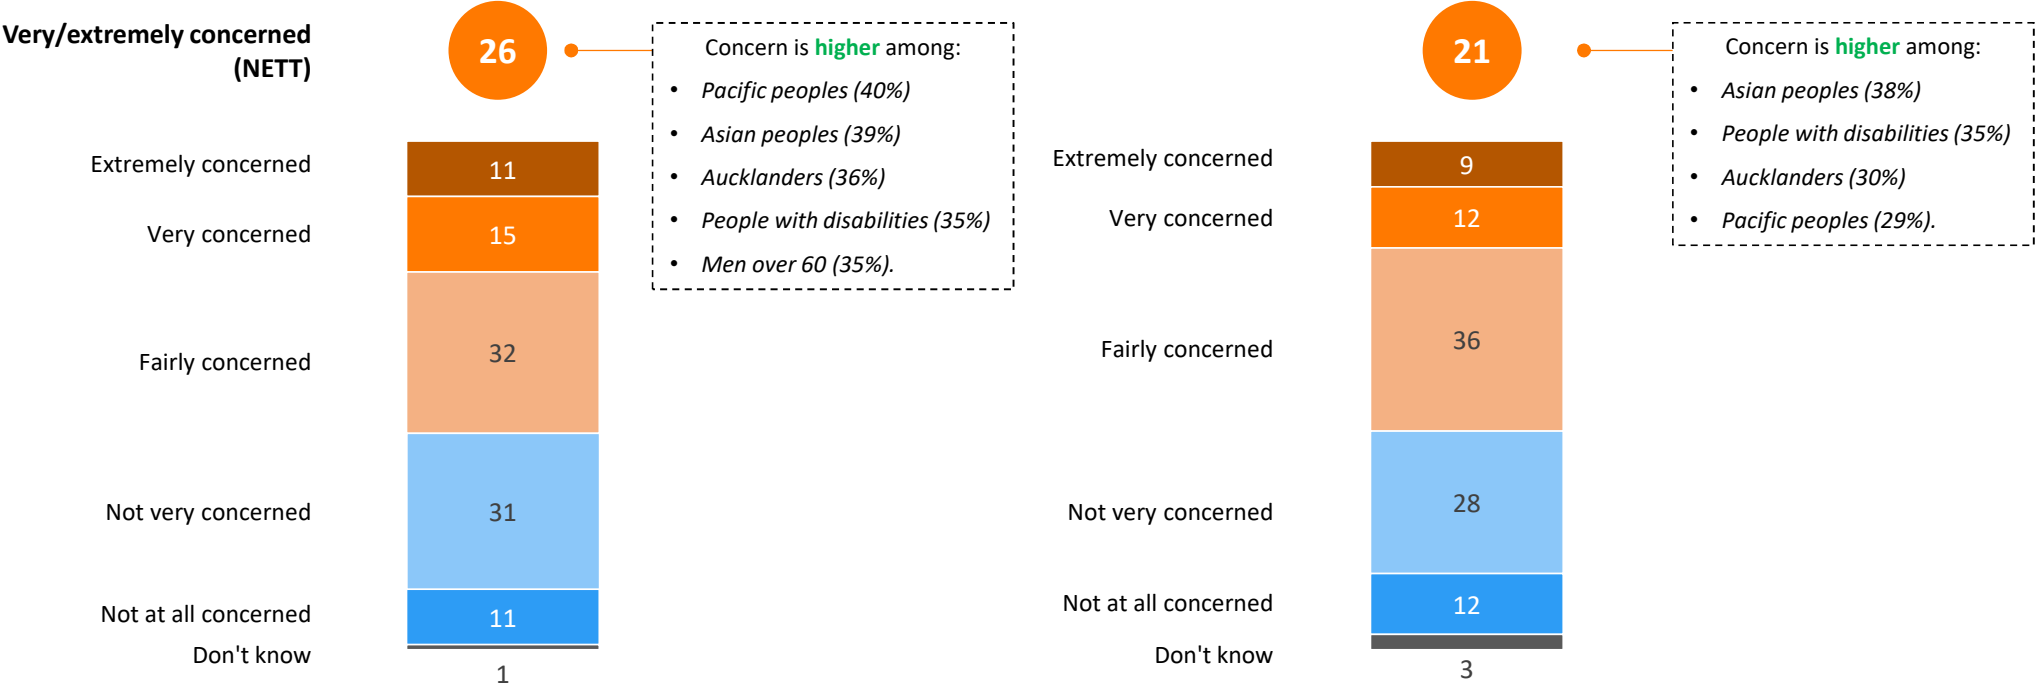 Very/extremely concerned
(NETT)
26
Concern is higher among:
• Pacific peoples (40%)
• Asian peoples (39%)
• Aucklanders (36%)
• People with disabilities (35%)
• Men over 60 (35%).
Extremely concerned
11
Very concerned
15
Fairly concerned
32
Not very concerned
31
Not at all concerned
11
Don't know
1
21
Concern is higher among:
• Asian peoples (38%)
• People with disabilities (35%)
• Aucklanders (30%)
• Pacific peoples (29%).
Extremely concerned
9
Very concerned
12
Fairly concerned
36
Not very concerned
28
Not at all concerned
12
Don't know
3